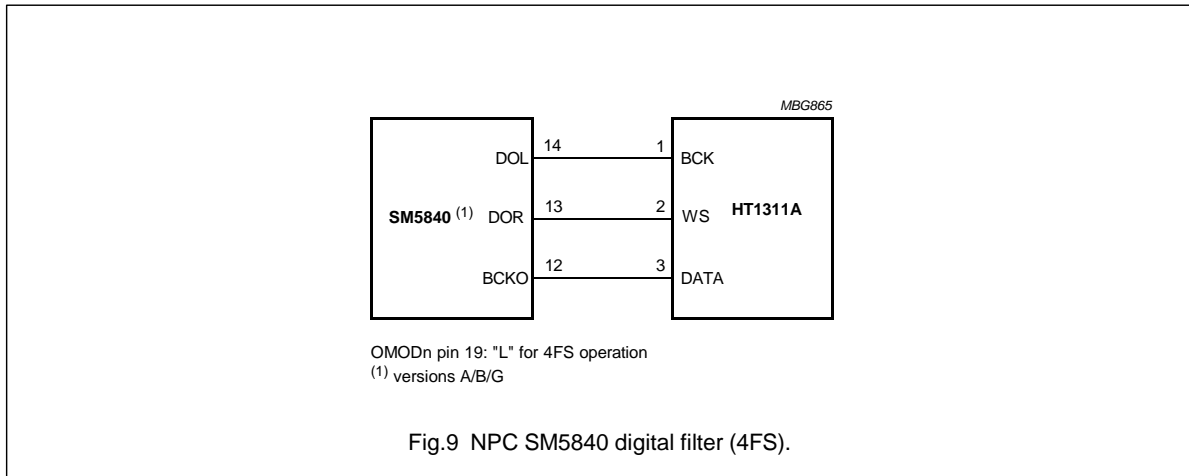 MBG865
DOL 14 1 BCK
SM5840 (1) DOR 13 2 WS HT1311A
BCKO 12 3 DATA
OMODn pin 19: "L" for 4FS operation
(1) versions A/B/G
Fig.9 NPC SM5840 digital filter (4FS).